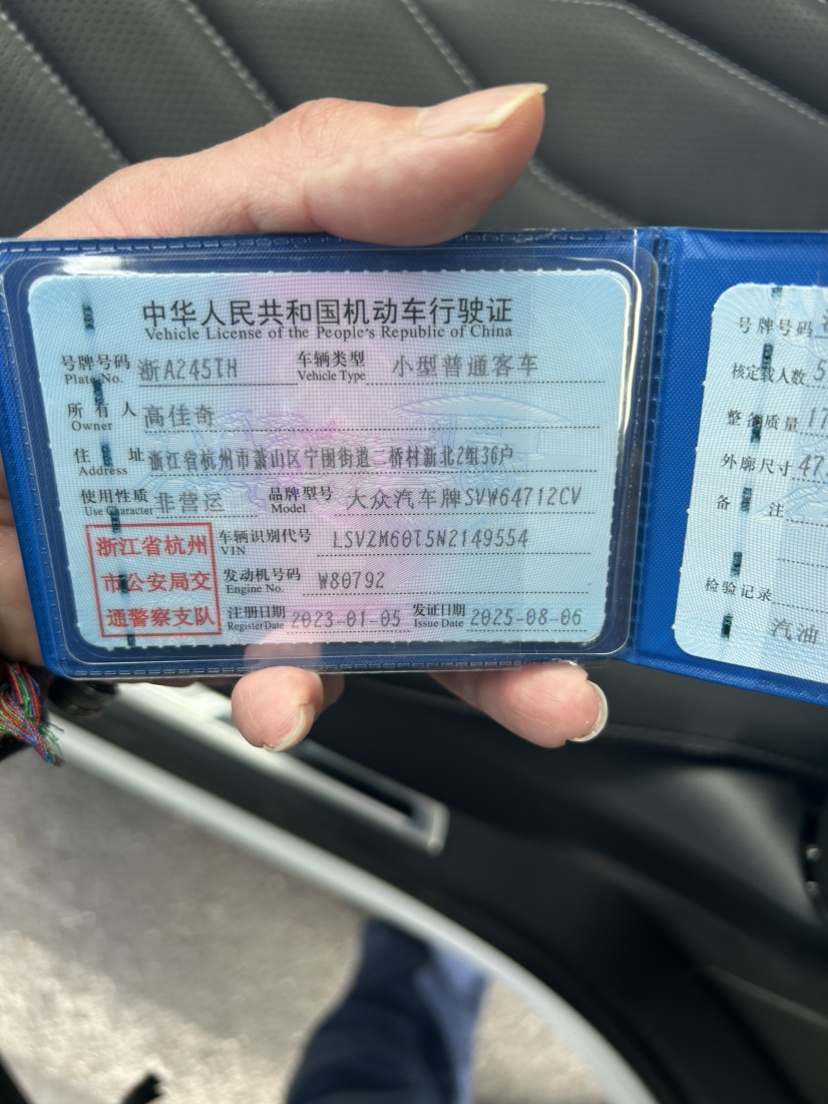 中华人民共和国机动车行驶证
Vehicle License of the People's Republic of China
号牌号码 浙A245TH 车辆类型 小型普通客车
Plate No. Vehicle Type
所有人 高佳奇
Owner
住址 浙江省杭州市萧山区宁围街道二桥村新北2组36户
Address
使用性质 非营运 品牌型号 大众汽车牌SVW64712CV
Use Character Model
浙江省杭州
市公安局交
通警察支队
车辆识别代号 LSVZM60T5N2149554
VIN
发动机号码 W80792
Engine No.
注册日期 2023-01-05 发证日期 2025-08-06
Register Date Issue Date
号牌号码
核定载人数 5
整备质量 17
外廓尺寸 47
备注
检验记录
汽油